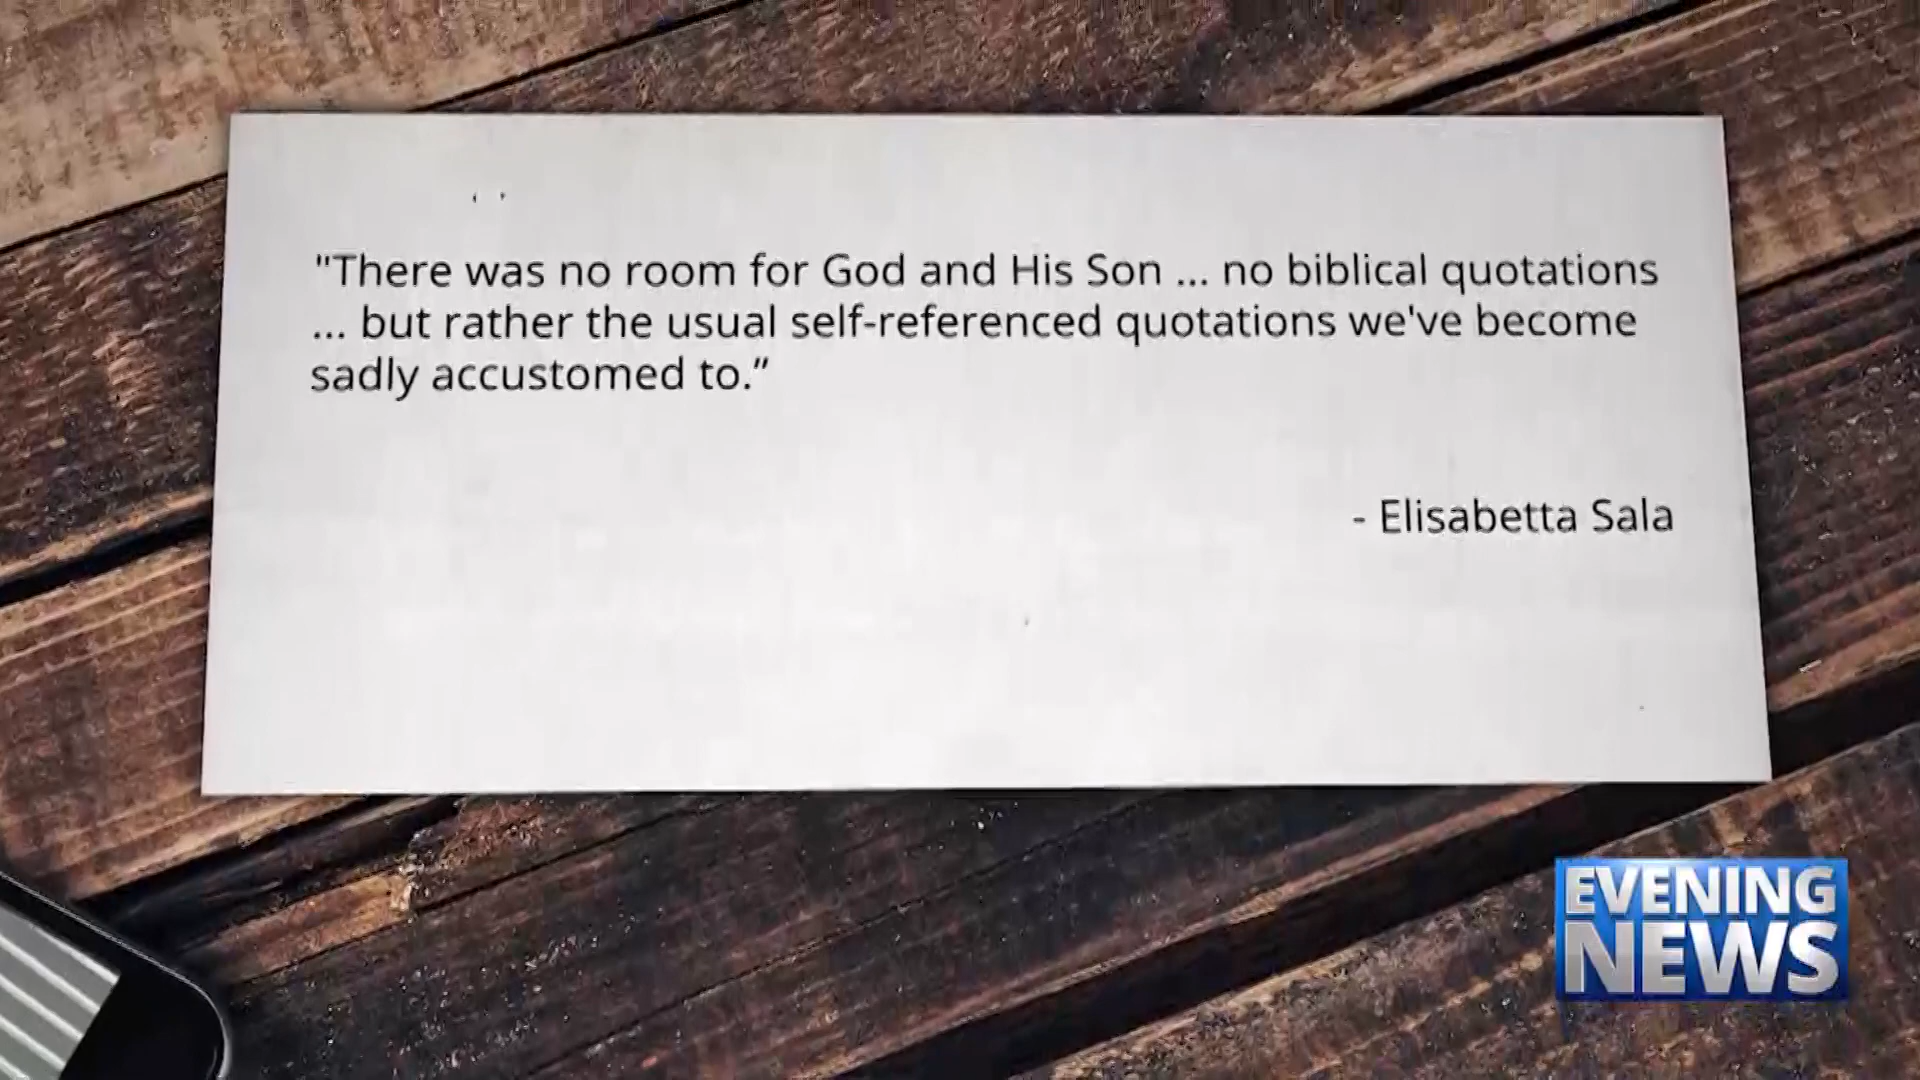 "There was no room for God and His Son ... no biblical quotations
... but rather the usual self-referenced quotations we've become
sadly accustomed to.”
- Elisabetta Sala
EVENING
NEWS